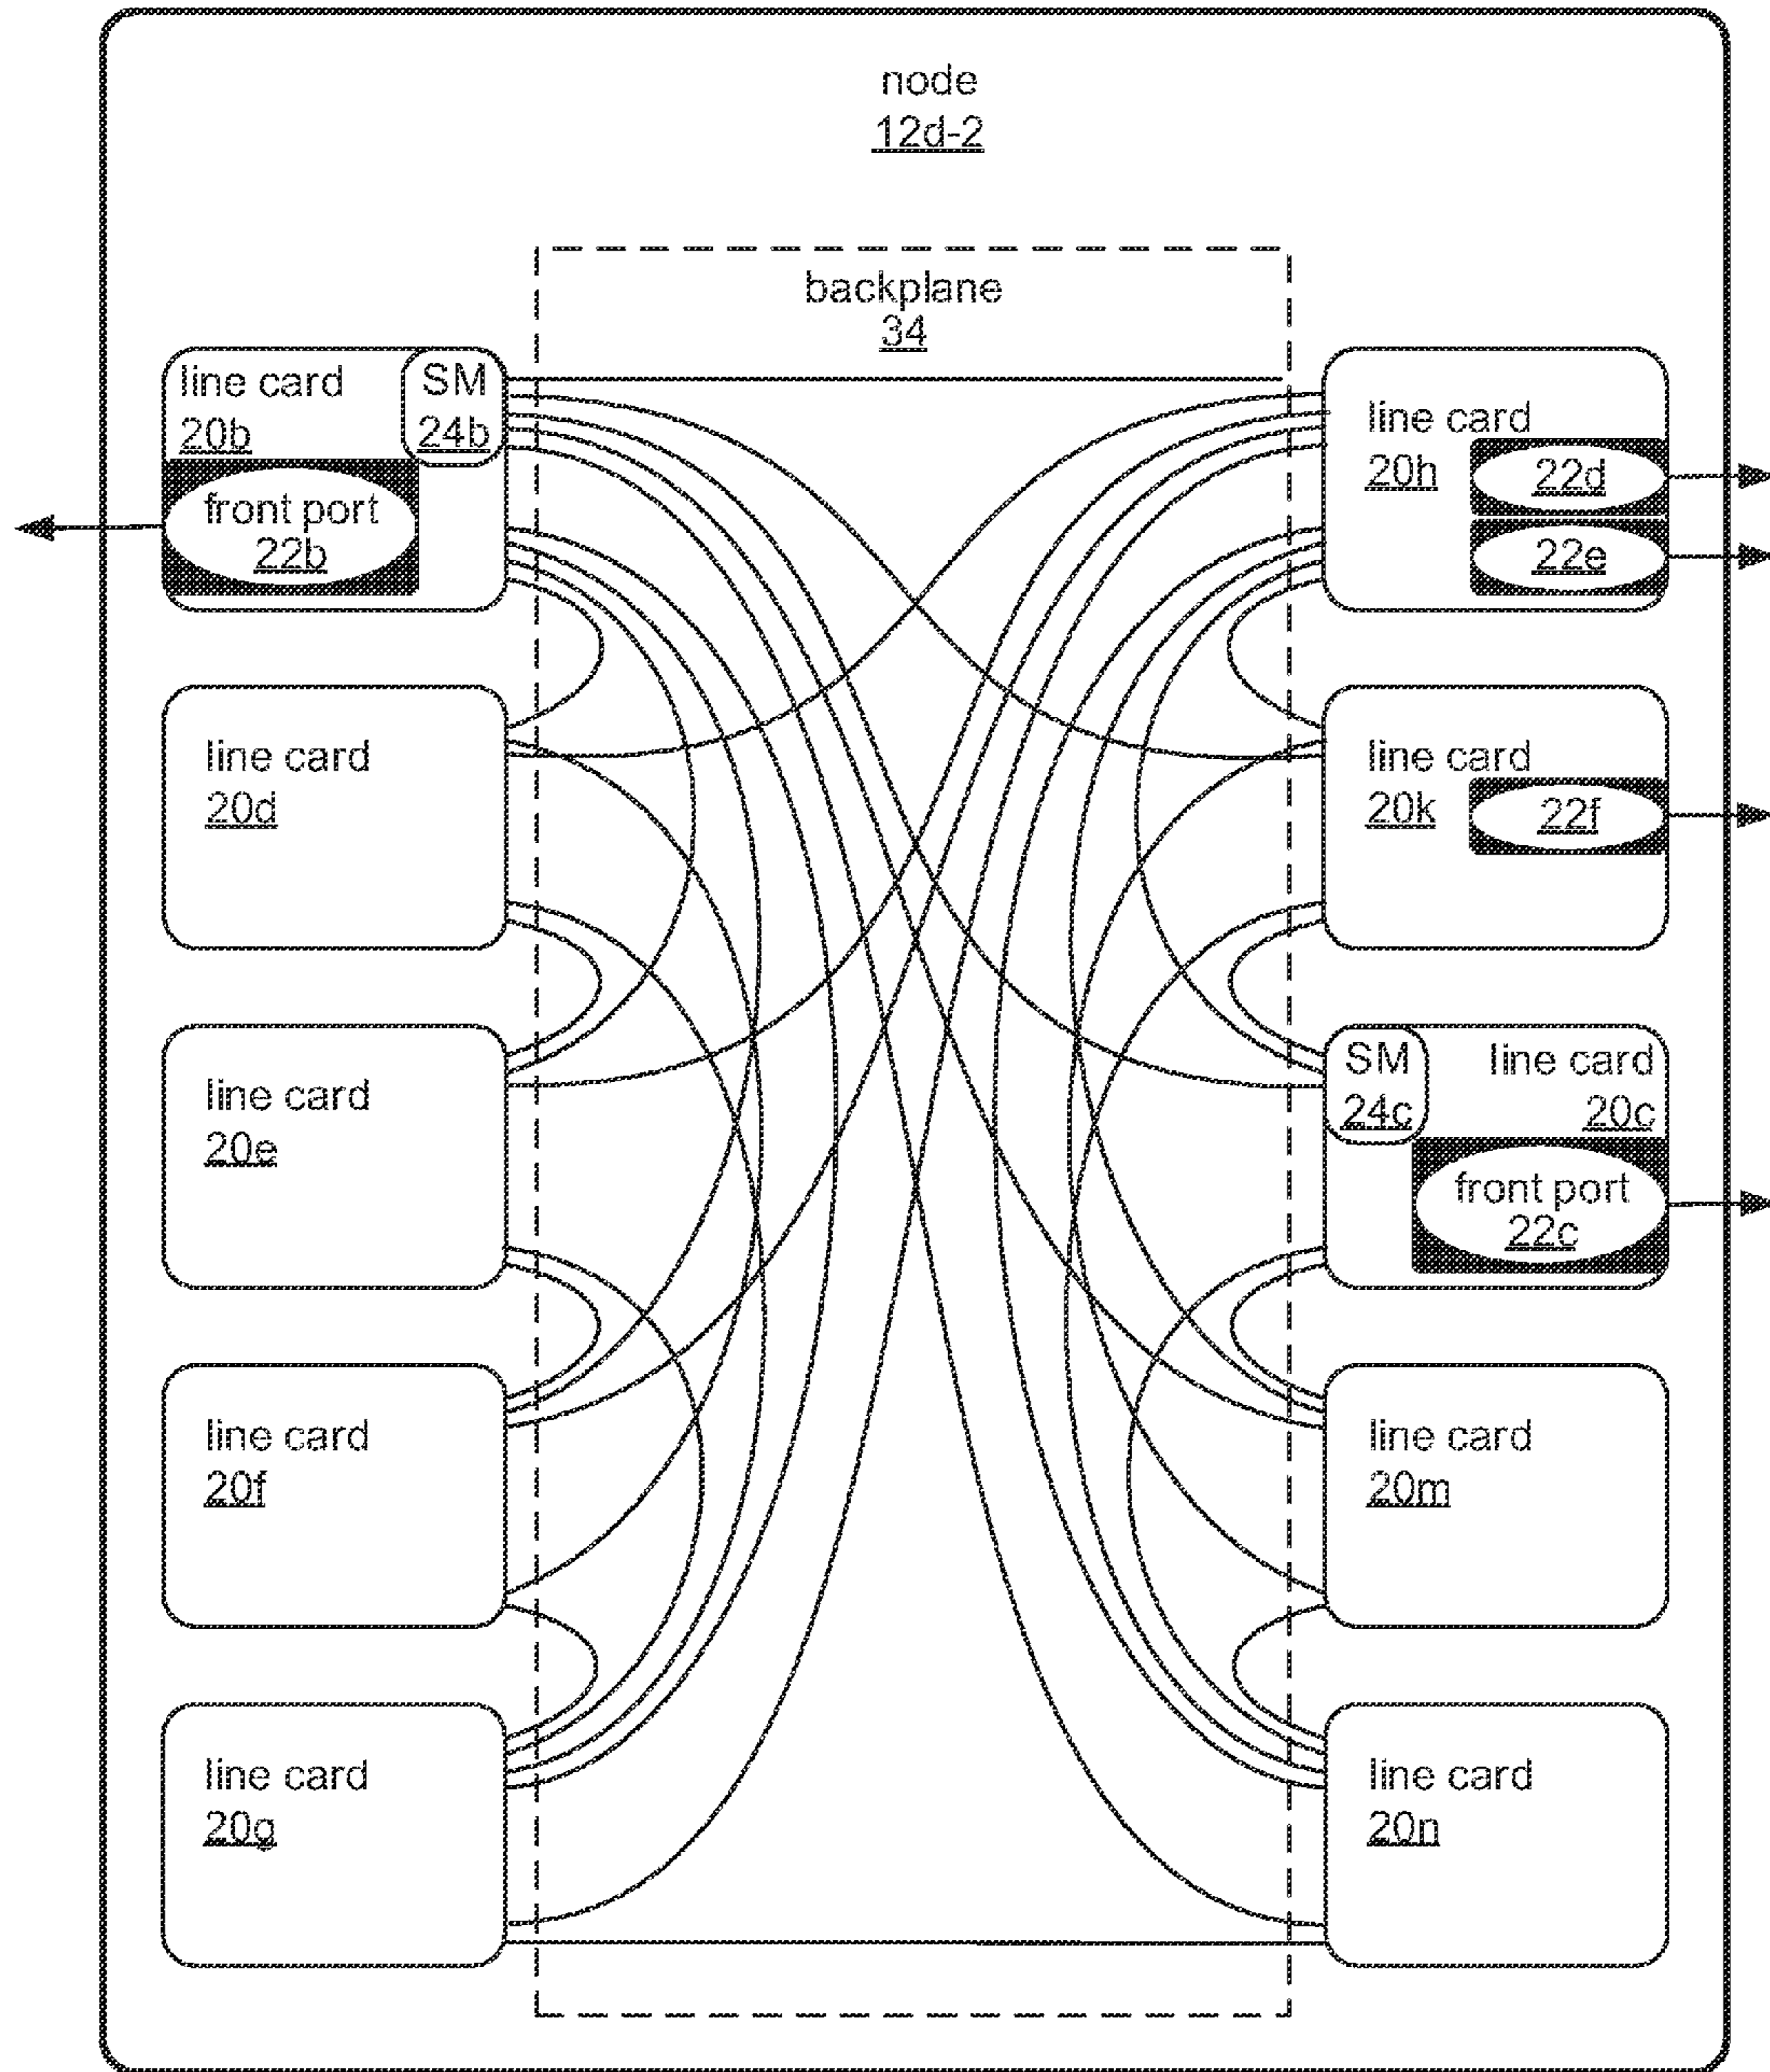 node
12d-2
backplane
34
line card
20b
SM
24b
front port
22b
line card
20h
22d
22e
line card
20d
line card
20k
22f
line card
20e
SM
24c
line card
20c
front port
22c
line card
20f
line card
20m
line card
20g
line card
20n